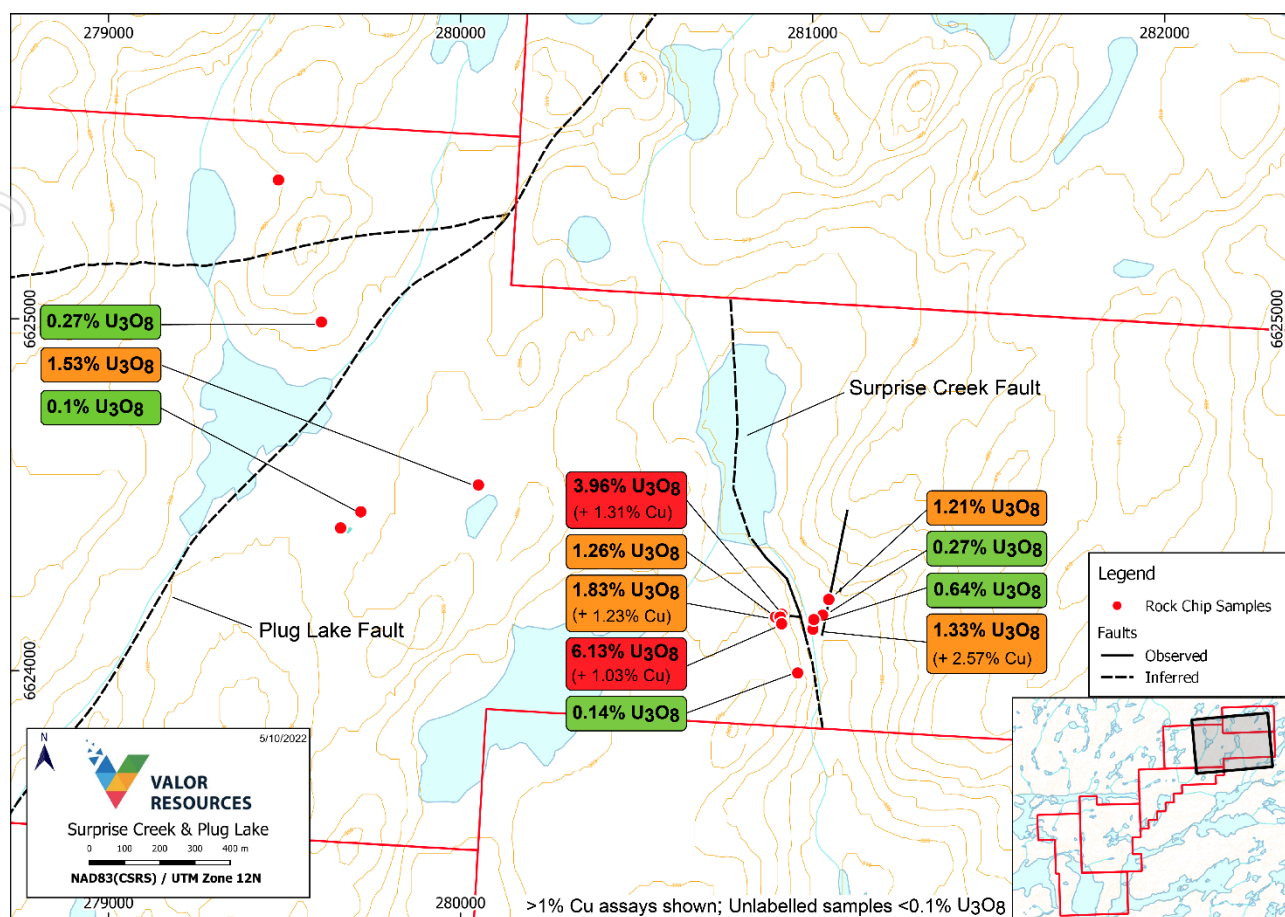 279000
280000
281000
282000
6625000
6625000
0.27% U3O8
1.53% U3O8
0.1% U3O8
Surprise Creek Fault
3.96% U3O8
(+ 1.31% Cu)
1.26% U3O8
1.83% U3O8
(+ 1.23% Cu)
6.13% U3O8
(+ 1.03% Cu)
0.14% U3O8
1.21% U3O8
0.27% U3O8
0.64% U3O8
1.33% U3O8
(+ 2.57% Cu)
Plug Lake Fault
6624000
Legend
Rock Chip Samples
Faults
Observed
Inferred
N
5/10/2022
VALOR
RESOURCES
Surprise Creek & Plug Lake
0 100 200 300 400 m
NAD83(CSRS) / UTM Zone 12N
279000
280000
>1% Cu assays shown; Unlabelled samples <0.1% U3O8